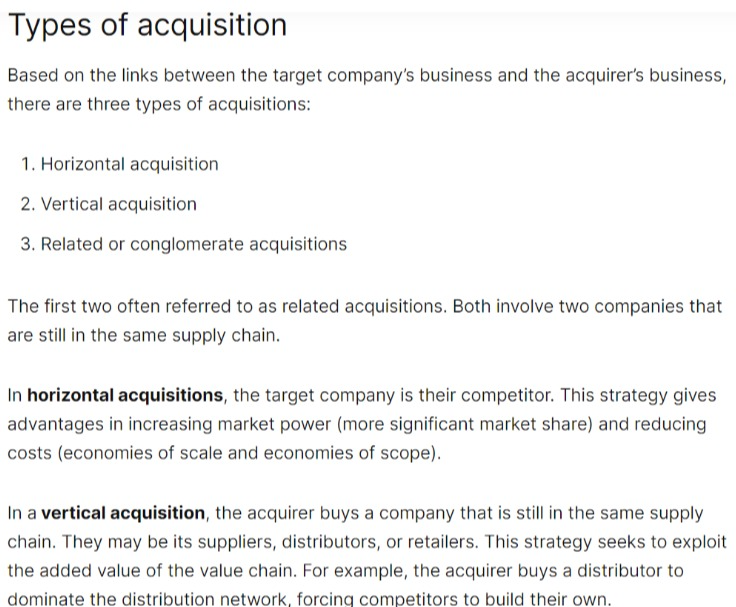 Types of acquisition
Based on the links between the target company’s business and the acquirer’s business,
there are three types of acquisitions:
1. Horizontal acquisition
2. Vertical acquisition
3. Related or conglomerate acquisitions
The first two often referred to as related acquisitions. Both involve two companies that
are still in the same supply chain.
In horizontal acquisitions, the target company is their competitor. This strategy gives
advantages in increasing market power (more significant market share) and reducing
costs (economies of scale and economies of scope).
In a vertical acquisition, the acquirer buys a company that is still in the same supply
chain. They may be its suppliers, distributors, or retailers. This strategy seeks to exploit
the added value of the value chain. For example, the acquirer buys a distributor to
dominate the distribution network, forcing competitors to build their own.